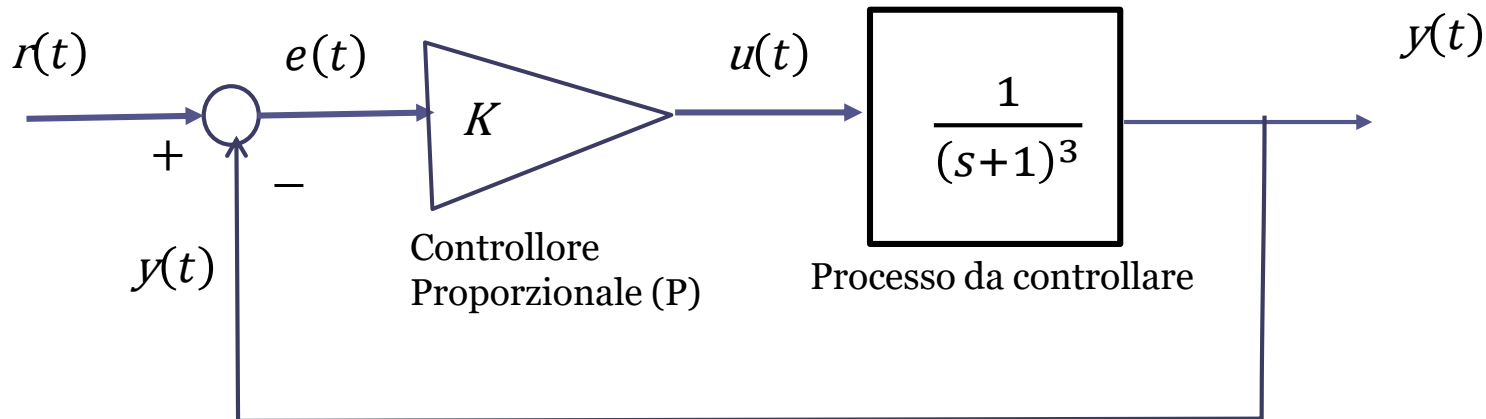 r(t)
e(t)
u(t)
y(t)
+
−
K
1
(s+1)³
y(t)
Controllore
Proporzionale (P)
Processo da controllare